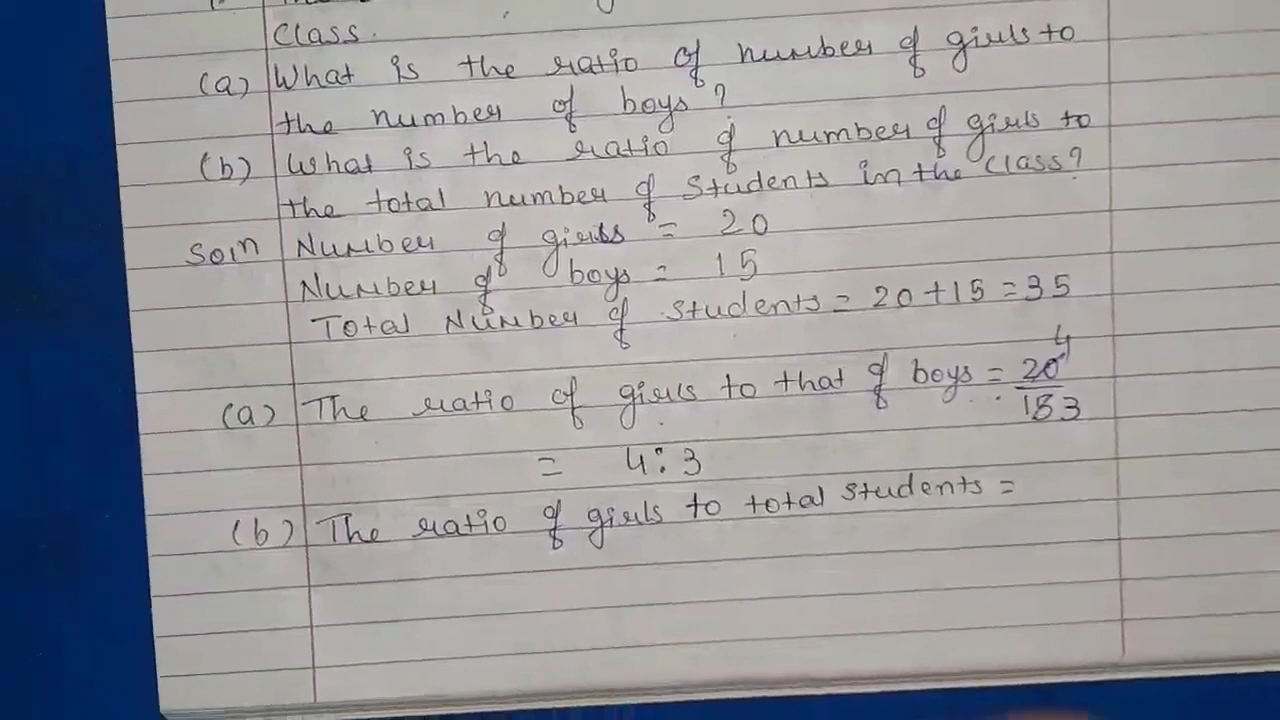 Class.
(a) What is the ratio of number of girls to
the number of boys?
(b) What is the ratio of number of girls to
the total number of students in the class?
Soln Number of girls = 20
Number of boys = 15
Total Number of students = 20+15=35
4
(a) The ratio of girls to that of boys = 20
15 3
= 4:3
(b) The ratio of girls to total students =